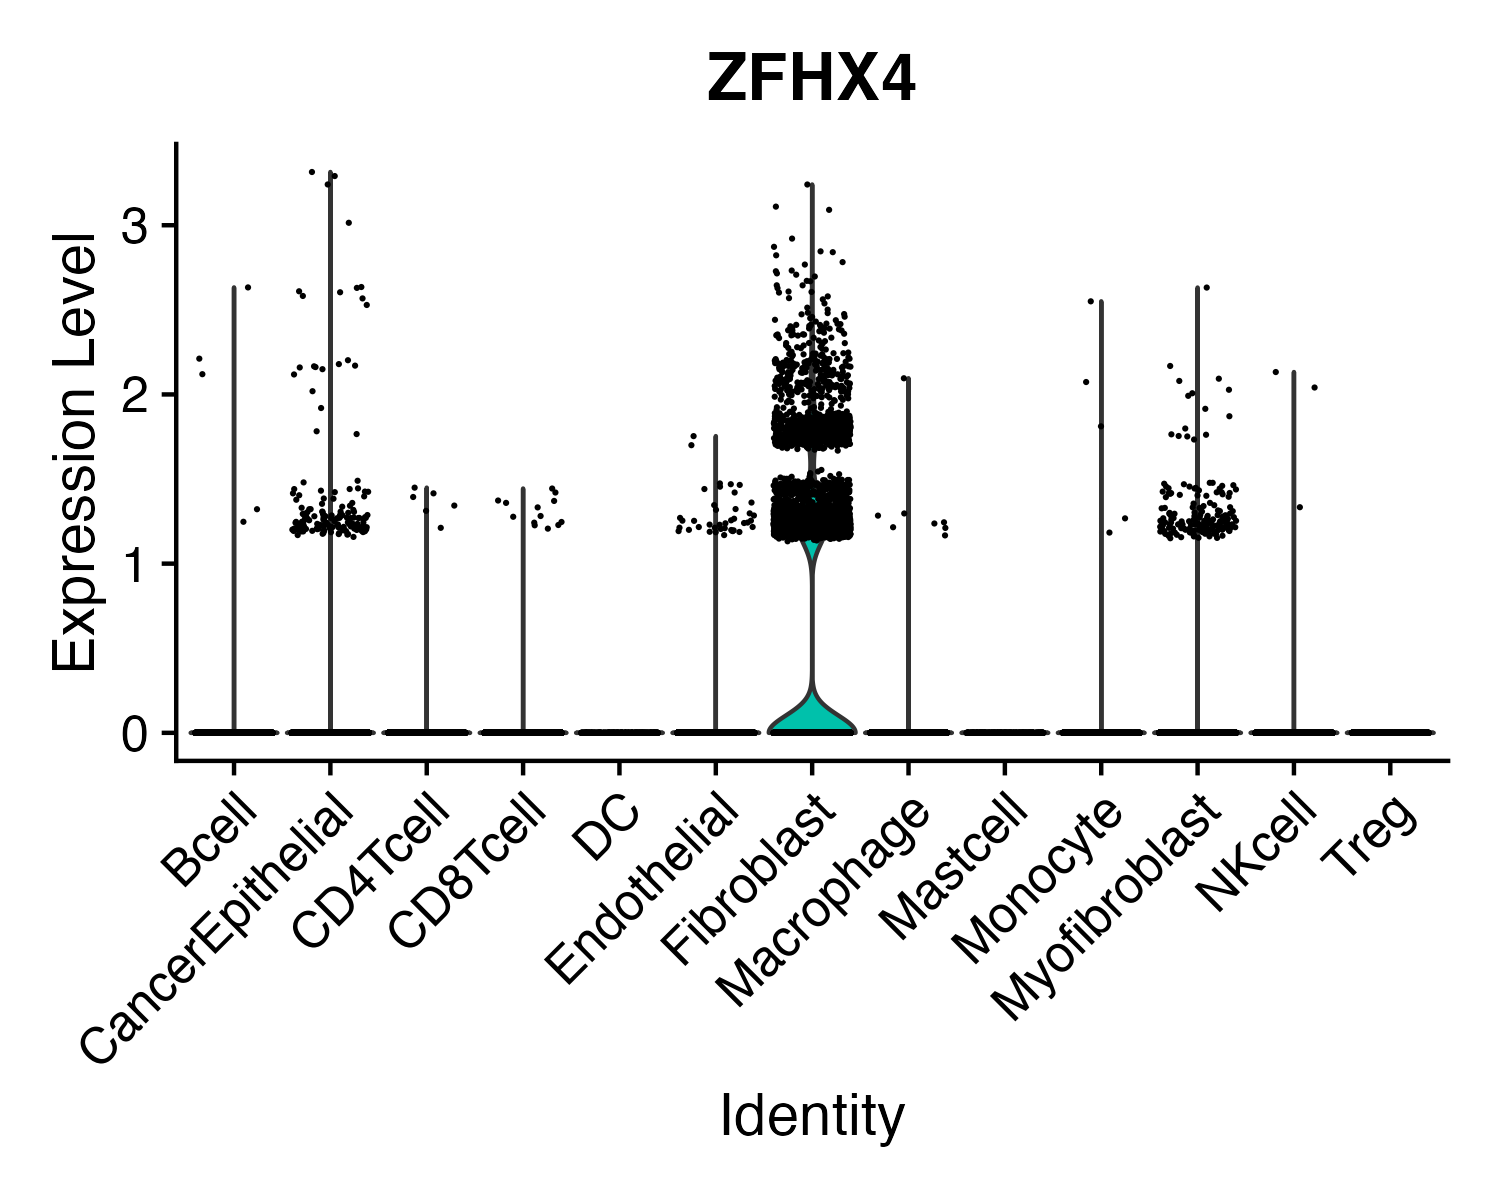 ZFHX4
Expression Level
3
2
1
0
Bcell
CancerEpithelial
CD4Tcell
CD8Tcell
DC
Endothelial
Fibroblast
Macrophage
Mastcell
Monocyte
Myofibroblast
NKcell
Treg
Identity